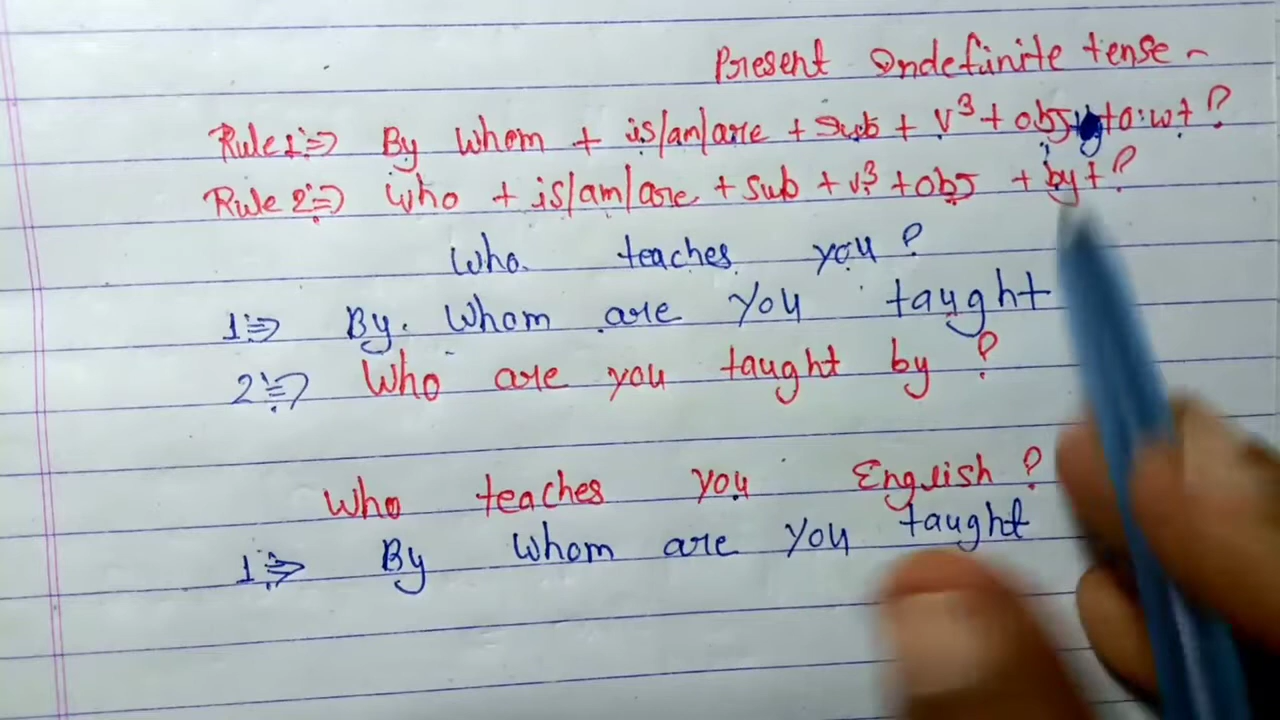 Present Indefinite tense -
Rule 1⇒ By whom + is/am/are + sub + v³ + obj + o.w + ?
Rule 2⇒ who + is/am/are + sub + v³ + obj + by + ?
Who teaches you ?
1⇒ By whom are you taught
2⇒ Who are you taught by ?
Who teaches you English ?
1⇒ By whom are you taught